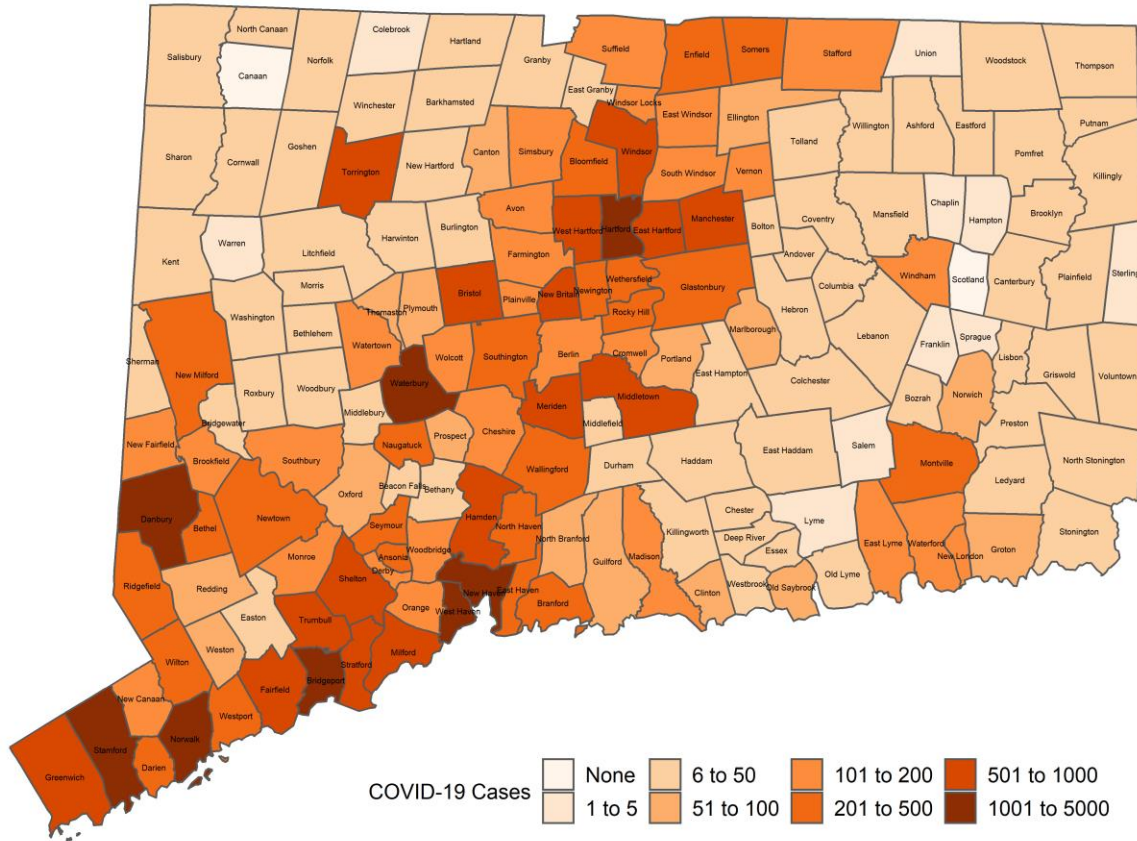 North Canaan
Colebrook
Hartland
Suffield
Enfield
Somers
Stafford
Union
Woodstock
Thompson
Salisbury
Canaan
Norfolk
Granby
East Granby
Winchester
Barkhamsted
Windsor Locks
East Windsor
Ellington
Tolland
Willington
Ashford
Eastford
Putnam
Pomfret
Killingly
Sharon
Cornwall
Goshen
Torrington
New Hartford
Canton
Simsbury
Bloomfield
Windsor
South Windsor
Vernon
Mansfield
Chaplin
Hampton
Brooklyn
Kent
Warren
Litchfield
Harwinton
Burlington
Avon
West Hartford
Hartford
East Hartford
Manchester
Bolton
Coventry
Andover
Farmington
Morris
Bristol
Plainville
New Britain
Newington
Wethersfield
Glastonbury
Rocky Hill
Columbia
Windham
Scotland
Canterbury
Plainfield
Sterling
Washington
Bethlehem
Thomaston
Plymouth
Watertown
Wolcott
Southington
Berlin
Cromwell
Portland
Marlborough
Hebron
Lebanon
Franklin
Sprague
Lisbon
Griswold
Voluntown
Sherman
New Milford
Roxbury
Woodbury
Waterbury
Middlebury
Meriden
Middletown
Middlefield
East Hampton
Colchester
Bozrah
Norwich
Preston
Bridgewater
New Fairfield
Brookfield
Southbury
Naugatuck
Prospect
Cheshire
Wallingford
Durham
Haddam
East Haddam
Salem
Montville
North Stonington
Ledyard
Danbury
Bethel
Newtown
Oxford
Beacon Falls
Bethany
Hamden
North Haven
North Branford
Guilford
Madison
Killingworth
Chester
Deep River
Essex
Lyme
Stonington
Ridgefield
Redding
Monroe
Seymour
Ansonia
Derby
Woodbridge
Clinton
Westbrook
Old Saybrook
Old Lyme
East Lyme
Waterford
New London
Groton
Easton
Shelton
Orange
New Haven
West Haven
East Haven
Branford
Wilton
Weston
Trumbull
Stratford
Milford
New Canaan
Westport
Fairfield
Bridgeport
Greenwich
Stamford
Darien
Norwalk
COVID-19 Cases
None
6 to 50
101 to 200
501 to 1000
1 to 5
51 to 100
201 to 500
1001 to 5000